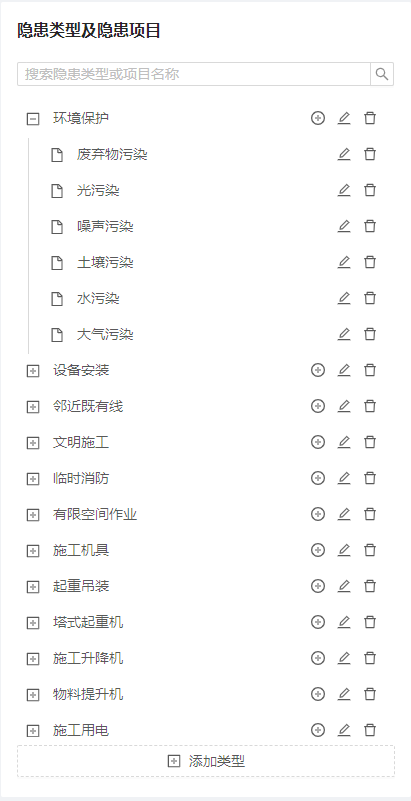 隐患类型及隐患项目
搜索隐患类型或项目名称
环境保护
废弃物污染
光污染
噪声污染
土壤污染
水污染
大气污染
设备安装
邻近既有线
文明施工
临时消防
有限空间作业
施工机具
起重吊装
塔式起重机
施工升降机
物料提升机
施工用电
添加类型